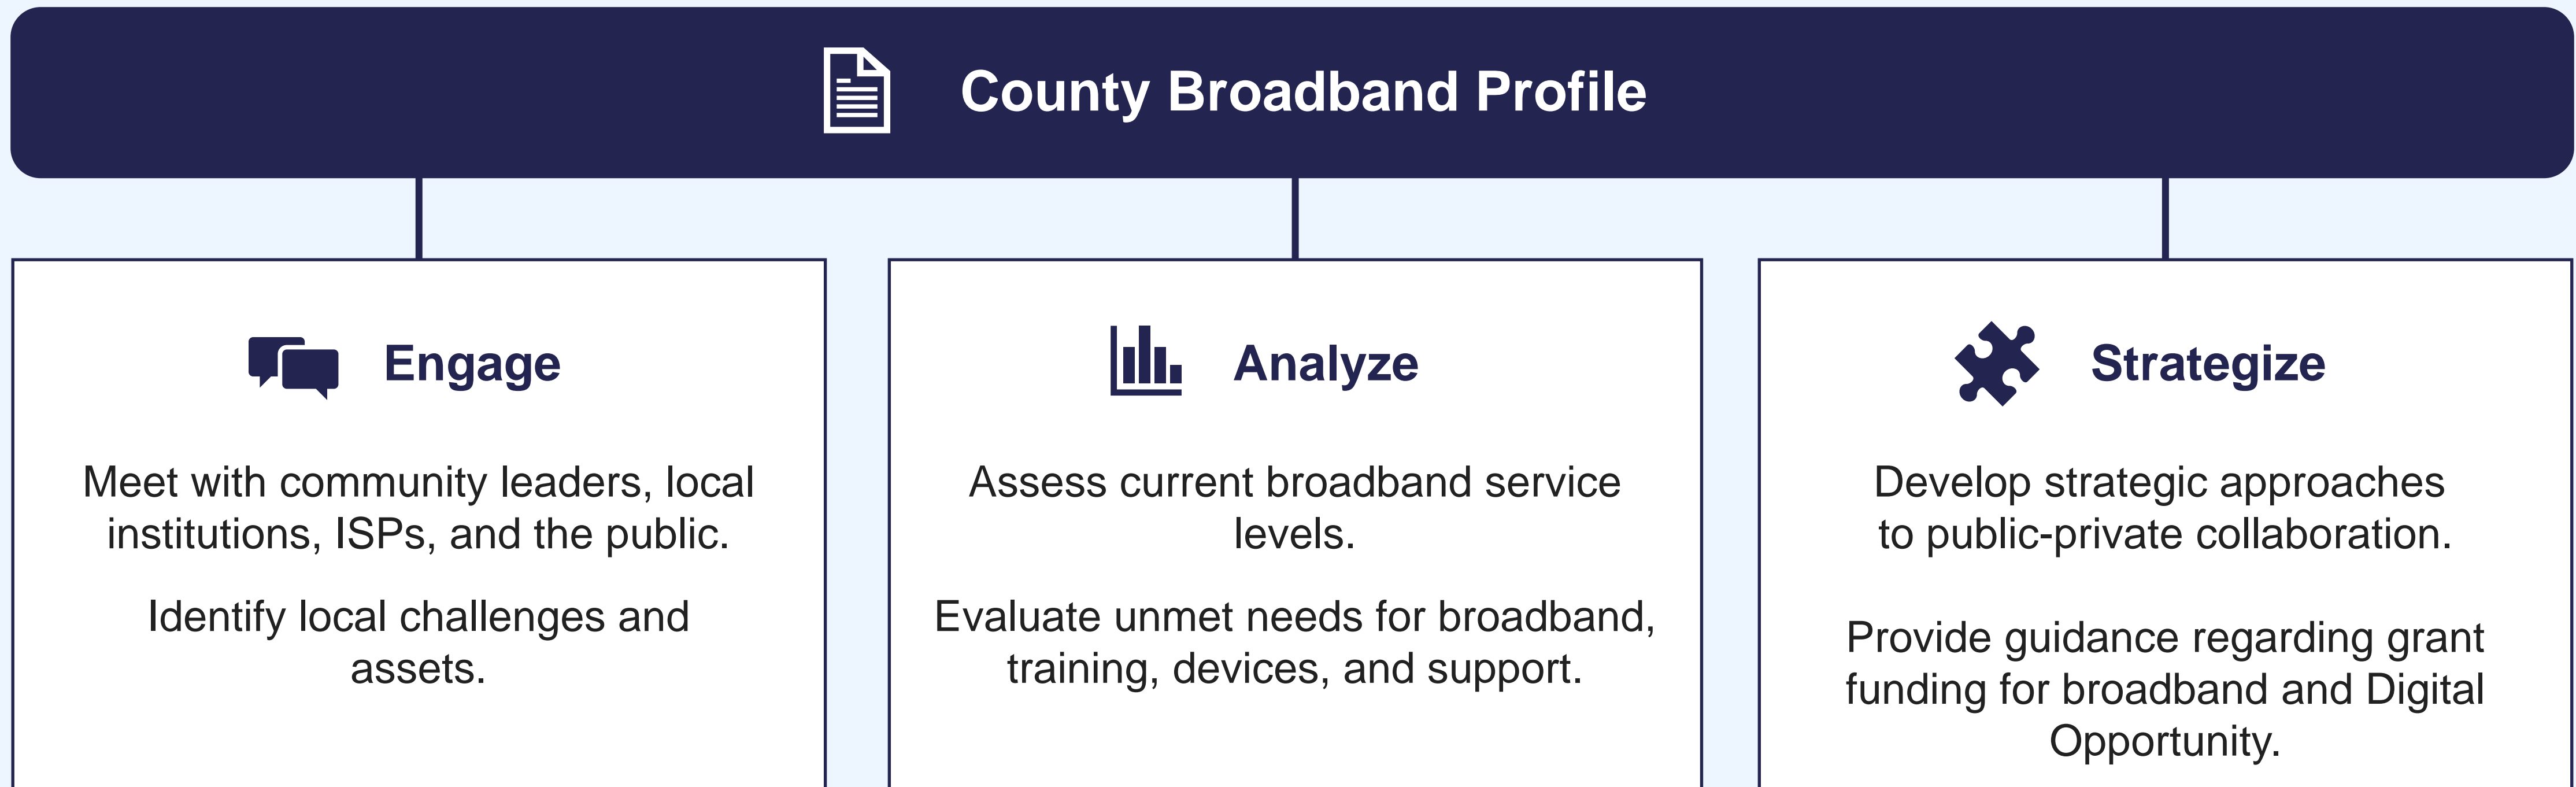 County Broadband Profile
Engage
Meet with community leaders, local
institutions, ISPs, and the public.
Identify local challenges and
assets.
Analyze
Assess current broadband service
levels.
Evaluate unmet needs for broadband,
training, devices, and support.
Strategize
Develop strategic approaches
to public-private collaboration.
Provide guidance regarding grant
funding for broadband and Digital
Opportunity.